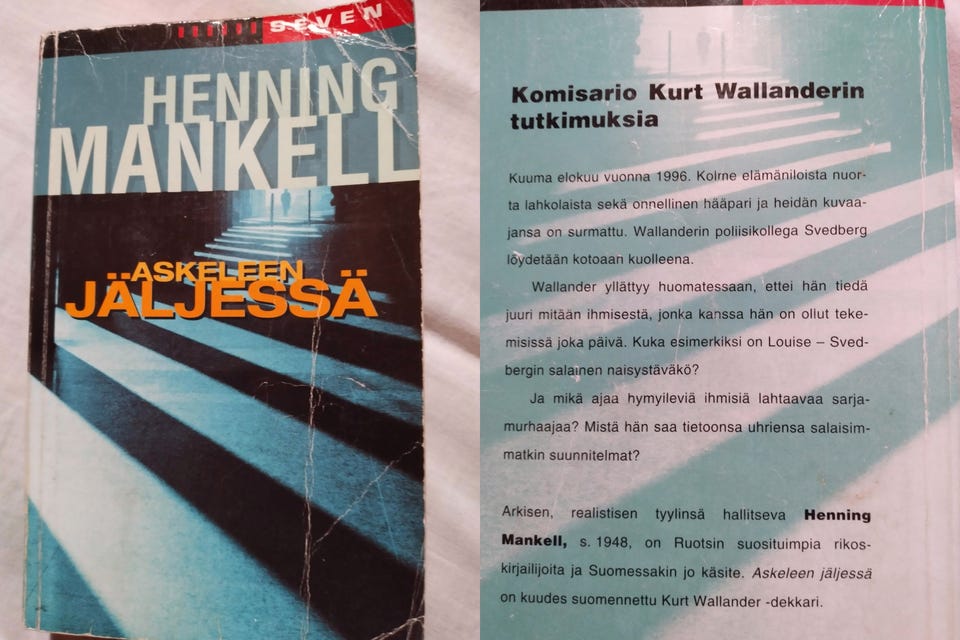 SEVEN
HENNING
MANKELL
ASKELEEN
JÄLJESSÄ
Komisario Kurt Wallanderin
tutkimuksia
Kuuma elokuu vuonna 1996. Kolme elämäniloista nuor-
ta lahkolaista sekä onnellinen hääpari ja heidän kuvaa-
jansa on surmattu. Wallanderin poliisikollega Svedberg
löydetään kotoaan kuolleena.
Wallander yllättyy huomatessaan, ettei hän tiedä
juuri mitään ihmisestä, jonka kanssa hän on ollut teke-
misissä joka päivä. Kuka esimerkiksi on Louise – Sved-
bergin salainen naisystäväkö?
Ja mikä ajaa hymyileviä ihmisiä lahtaavaa sarja-
murhaajaa? Mistä hän saa tietoonsa uhriensa salaisim-
matkin suunnitelmat?
Arkisen, realistisen tyylinsä hallitseva Henning
Mankell, s. 1948, on Ruotsin suosituimpia rikos-
kirjailijoita ja Suomessakin jo käsite. Askeleen jäljessä
on kuudes suomennettu Kurt Wallander -dekkari.